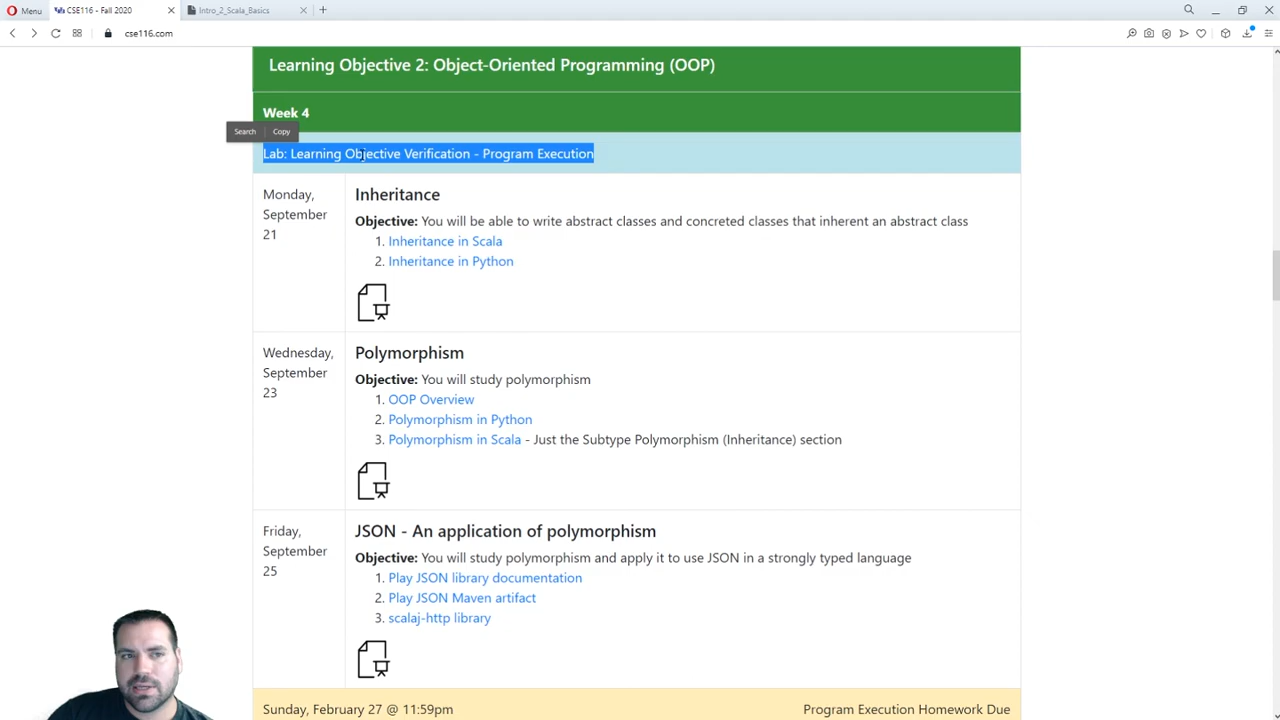 Menu
CSE116 - Fall 2020
Intro_2_Scala_Basics
cse116.com
Learning Objective 2: Object-Oriented Programming (OOP)
Week 4
Search
Copy
Lab: Learning Objective Verification - Program Execution
Monday,
September
21
Inheritance
Objective: You will be able to write abstract classes and concreted classes that inherent an abstract class
1. Inheritance in Scala
2. Inheritance in Python
Wednesday,
September
23
Polymorphism
Objective: You will study polymorphism
1. OOP Overview
2. Polymorphism in Python
3. Polymorphism in Scala - Just the Subtype Polymorphism (Inheritance) section
Friday,
September
25
JSON - An application of polymorphism
Objective: You will study polymorphism and apply it to use JSON in a strongly typed language
1. Play JSON library documentation
2. Play JSON Maven artifact
3. scalaj-http library
Sunday, February 27 @ 11:59pm
Program Execution Homework Due